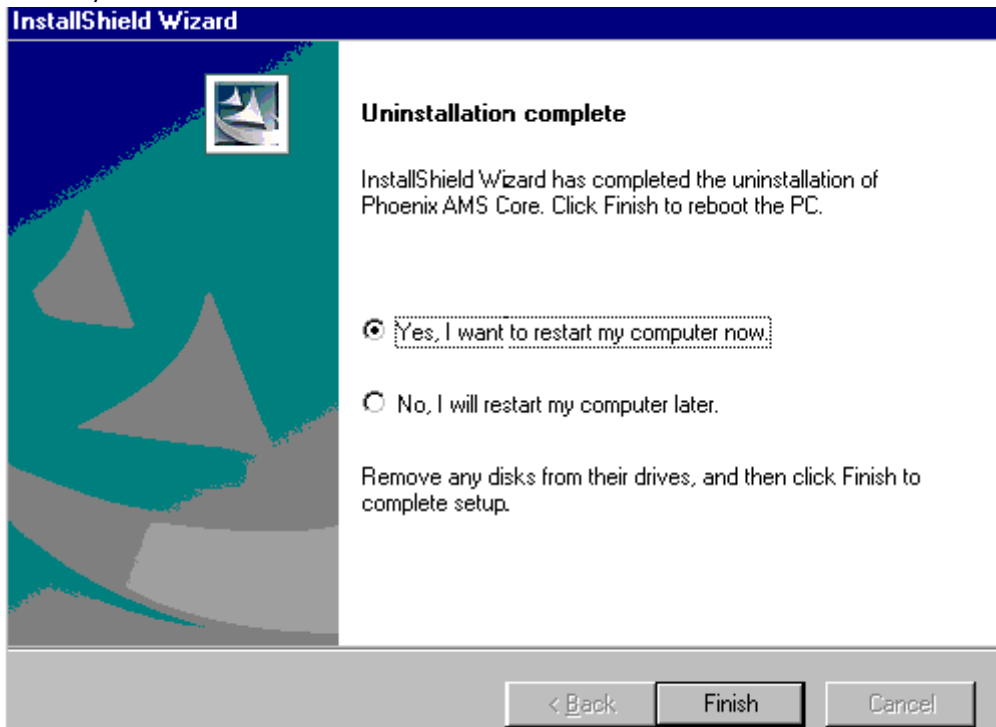 InstallShield Wizard
Uninstallation complete
InstallShield Wizard has completed the uninstallation of
Phoenix AMS Core. Click Finish to reboot the PC.
Yes, I want to restart my computer now.
No, I will restart my computer later.
Remove any disks from their drives, and then click Finish to
complete setup.
< Back
Finish
Cancel